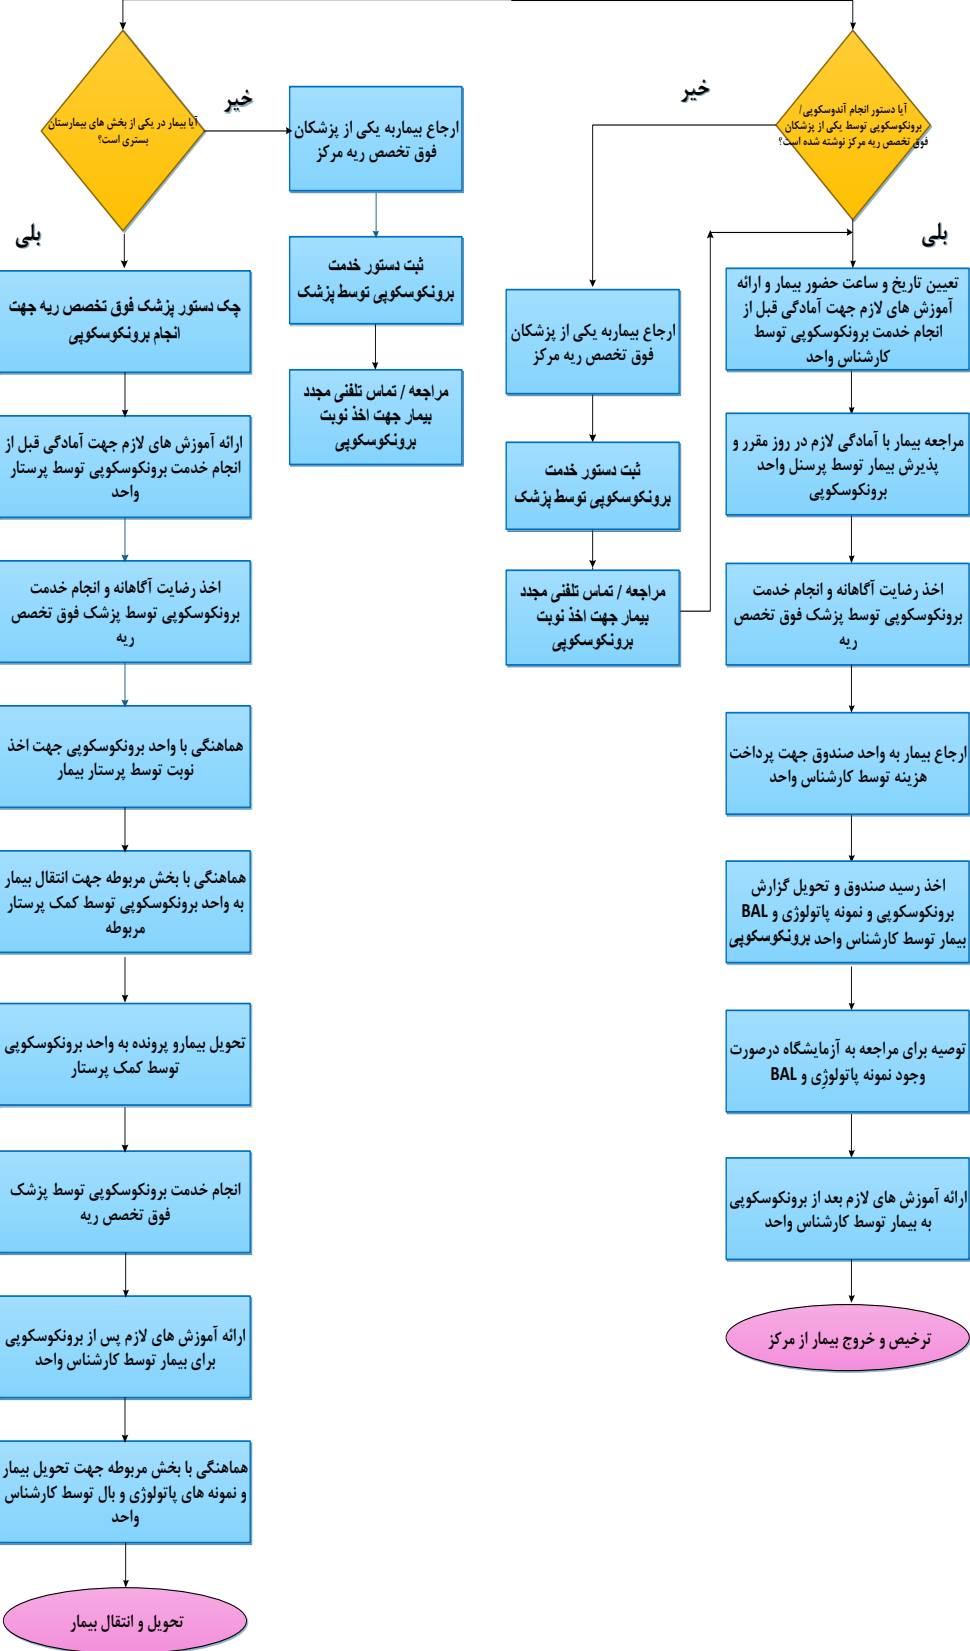 آیا دستور انجام آندوسکوپی/
برونکوسکوپی توسط یکی از پزشکان
فوق تخصص ریه مرکز نوشته شده است؟
خیر
بلی
ارجاع بیماربه یکی از پزشکان
فوق تخصص ریه مرکز
ثبت دستور خدمت
برونکوسکوپی توسط پزشک
مراجعه / تماس تلفنی مجدد
بیمار جهت اخذ نوبت
برونکوسکوپی
تعیین تاریخ و ساعت حضور بیمار و ارائه
آموزش های لازم جهت آمادگی قبل از
انجام خدمت برونکوسکوپی توسط
کارشناس واحد
مراجعه بیمار با آمادگی لازم در روز مقرر و
پذیرش بیمار توسط پرسنل واحد
برونکوسکوپی
اخذ رضایت آگاهانه و انجام خدمت
برونکوسکوپی توسط پزشک فوق تخصص
ریه
ارجاع بیمار به واحد صندوق جهت پرداخت
هزینه توسط کارشناس واحد
اخذ رسید صندوق و تحویل گزارش
برونکوسکوپی و نمونه پاتولوژی و BAL
بیمار توسط کارشناس واحد برونکوسکوپی
توصیه برای مراجعه به آزمایشگاه درصورت
وجود نمونه پاتولوژِی و BAL
ارائه آموزش های لازم بعد از برونکوسکوپی
به بیمار توسط کارشناس واحد
ترخیص و خروج بیمار از مرکز
آیا بیمار در یکی از بخش های بیمارستان
بستری است؟
خیر
بلی
ارجاع بیماربه یکی از پزشکان
فوق تخصص ریه مرکز
ثبت دستور خدمت
برونکوسکوپی توسط پزشک
مراجعه / تماس تلفنی مجدد
بیمار جهت اخذ نوبت
برونکوسکوپی
چک دستور پزشک فوق تخصص ریه جهت
انجام برونکوسکوپی
ارائه آموزش های لازم جهت آمادگی قبل از
انجام خدمت برونکوسکوپی توسط پرستار
واحد
اخذ رضایت آگاهانه و انجام خدمت
برونکوسکوپی توسط پزشک فوق تخصص
ریه
هماهنگی با واحد برونکوسکوپی جهت اخذ
نوبت توسط پرستار بیمار
هماهنگی با بخش مربوطه جهت انتقال بیمار
به واحد برونکوسکوپی توسط کمک پرستار
مربوطه
تحویل بیمارو پرونده به واحد برونکوسکوپی
توسط کمک پرستار
انجام خدمت برونکوسکوپی توسط پزشک
فوق تخصص ریه
ارائه آموزش های لازم پس از برونکوسکوپی
برای بیمار توسط کارشناس واحد
هماهنگی با بخش مربوطه جهت تحویل بیمار
و نمونه های پاتولوژی و بال توسط کارشناس
واحد
تحویل و انتقال بیمار